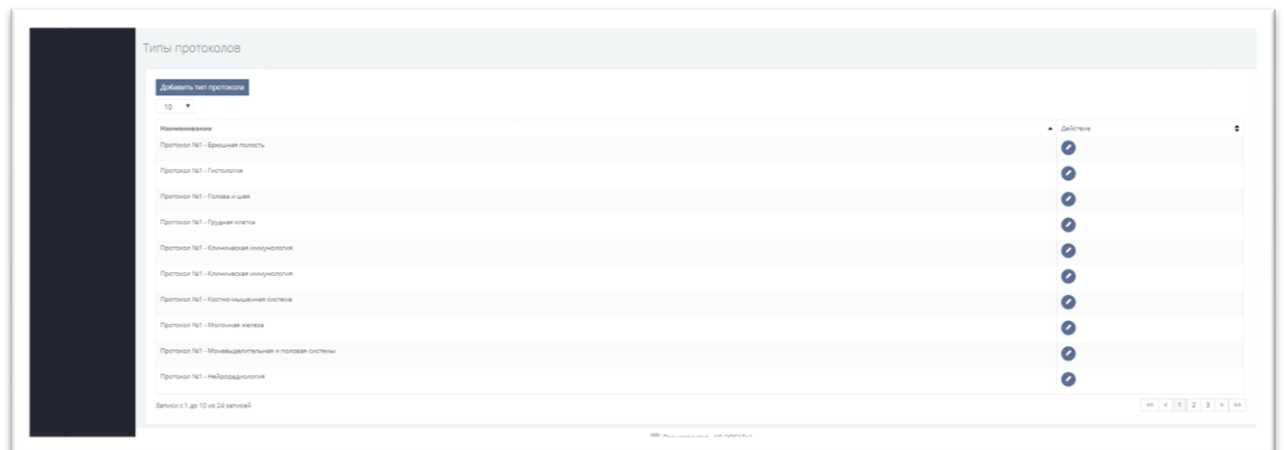 Типы протоколов
Добавить тип протокола
10
Наименование Действие
Протокол №1 - Брюшная полость
Протокол №1 - Гистология
Протокол №1 - Голова и шея
Протокол №1 - Грудная клетка
Протокол №1 - Клиническая иммунология
Протокол №1 - Клиническая иммунология
Протокол №1 - Костно-мышечная система
Протокол №1 - Молочная железа
Протокол №1 - Мочевыделительная и половая системы
Протокол №1 - Нейрорадиология
Записи с 1 до 10 из 24 записей << < 1 2 3 > >>